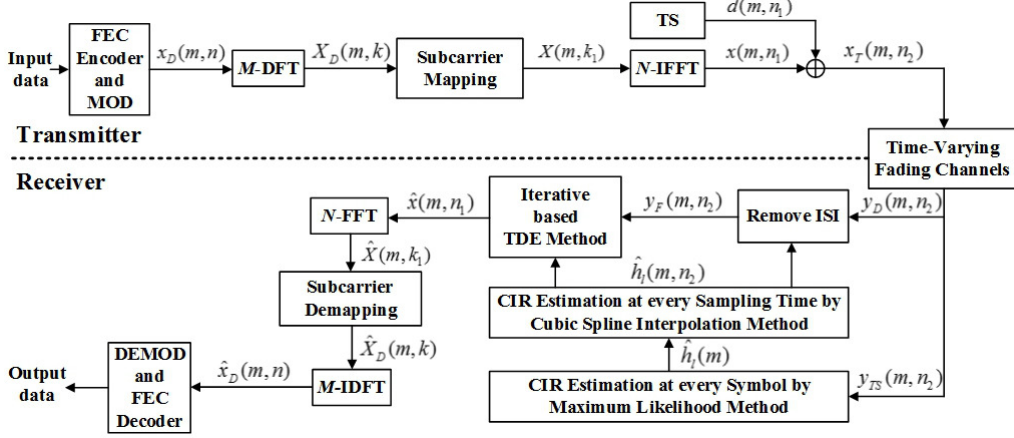 Input
data
FEC
Encoder
and
MOD
x_D(m,n)
M-DFT
X_D(m,k)
Subcarrier
Mapping
X(m,k_1)
N-IFFT
x(m,n_1)
TS
d(m,n_1)
x_T(m,n_2)
Transmitter
Time-Varying
Fading Channels
Receiver
y_D(m,n_2)
Remove ISI
y_F(m,n_2)
Iterative
based
TDE Method
x̂(m,n_1)
N-FFT
X̂(m,k_1)
Subcarrier
Demapping
X̂_D(m,k)
M-IDFT
x̂_D(m,n)
DEMOD
and
FEC
Decoder
Output
data
ĥ_l(m,n_2)
CIR Estimation at every Sampling Time by
Cubic Spline Interpolation Method
ĥ_l(m)
CIR Estimation at every Symbol by
Maximum Likelihood Method
y_TS(m,n_2)